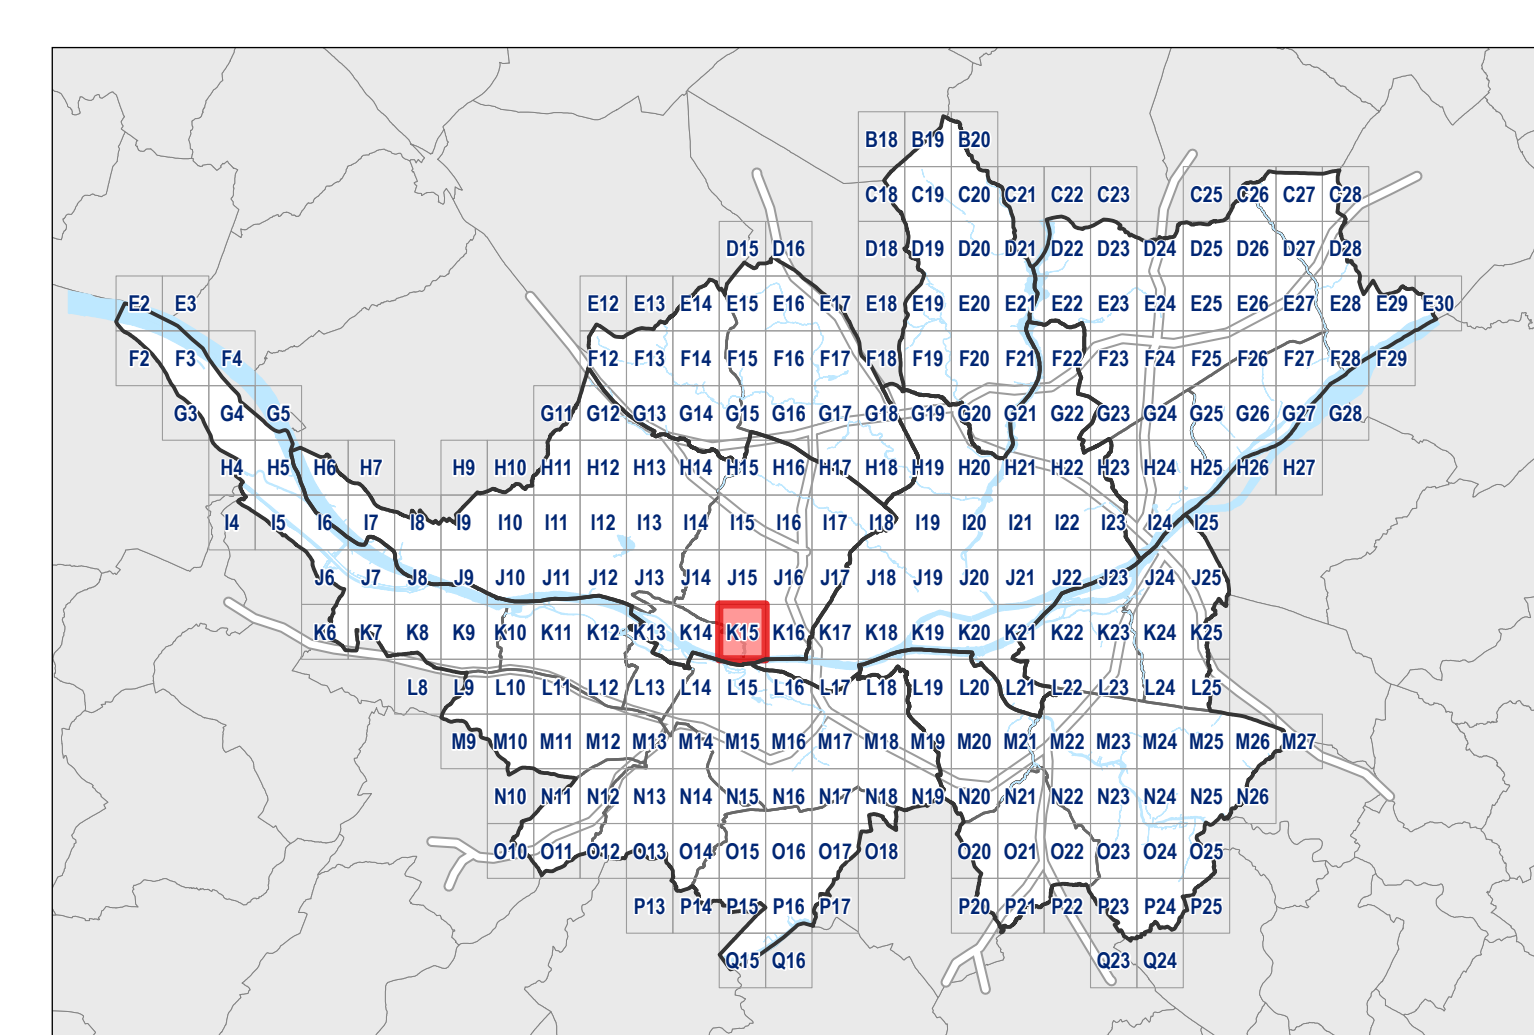 B18 B19 B20
C18 C19 C20 C21 C22 C23 C25 C26 C27 C28
D15 D16 D18 D19 D20 D21 D22 D23 D24 D25 D26 D27 D28
E2 E3 E12 E13 E14 E15 E16 E17 E18 E19 E20 E21 E22 E23 E24 E25 E26 E27 E28 E29 E30
F2 F3 F4 F12 F13 F14 F15 F16 F17 F18 F19 F20 F21 F22 F23 F24 F25 F26 F27 F28 F29
G3 G4 G5 G11 G12 G13 G14 G15 G16 G17 G18 G19 G20 G21 G22 G23 G24 G25 G26 G27 G28
H4 H5 H6 H7 H9 H10 H11 H12 H13 H14 H15 H16 H17 H18 H19 H20 H21 H22 H23 H24 H25 H26 H27
I4 I5 I6 I7 I8 I9 I10 I11 I12 I13 I14 I15 I16 I17 I18 I19 I20 I21 I22 I23 I24 I25
J6 J7 J8 J9 J10 J11 J12 J13 J14 J15 J16 J17 J18 J19 J20 J21 J22 J23 J24 J25
K6 K7 K8 K9 K10 K11 K12 K13 K14 K15 K16 K17 K18 K19 K20 K21 K22 K23 K24 K25
L8 L9 L10 L11 L12 L13 L14 L15 L16 L17 L18 L19 L20 L21 L22 L23 L24 L25
M9 M10 M11 M12 M13 M14 M15 M16 M17 M18 M19 M20 M21 M22 M23 M24 M25 M26 M27
N10 N11 N12 N13 N14 N15 N16 N17 N18 N19 N20 N21 N22 N23 N24 N25 N26
O10 O11 O12 O13 O14 O15 O16 O17 O18 O20 O21 O22 O23 O24 O25
P13 P14 P15 P16 P17 P20 P21 P22 P23 P24 P25
Q15 Q16 Q23 Q24